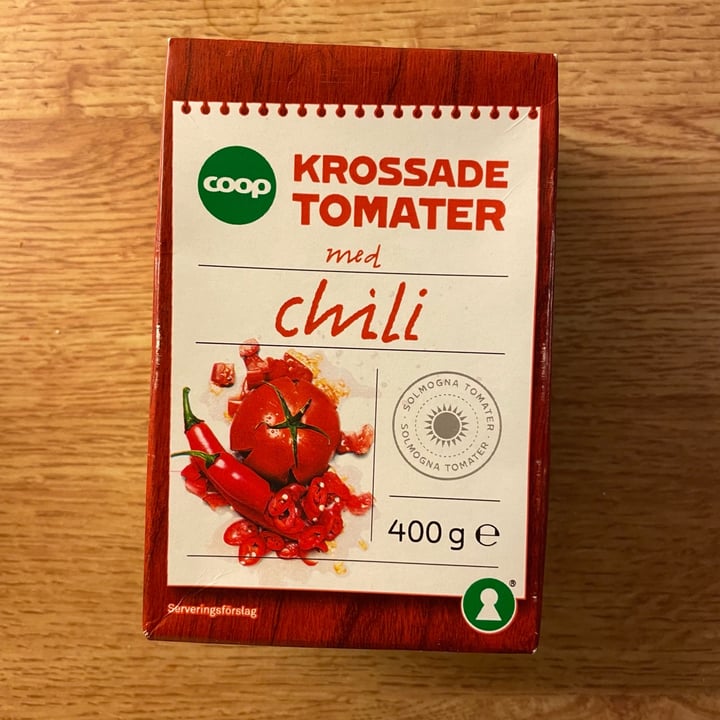 coop
KROSSADE
TOMATER
med
chili
SOLMOGNA TOMATER
SOLMOGNA TOMATER
400 g ℮
®
Serveringsförslag